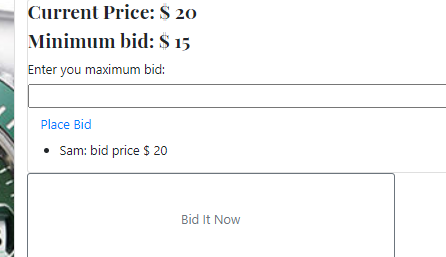 Current Price: $ 20
Minimum bid: $ 15
Enter you maximum bid:
Place Bid
Sam: bid price $ 20
Bid It Now